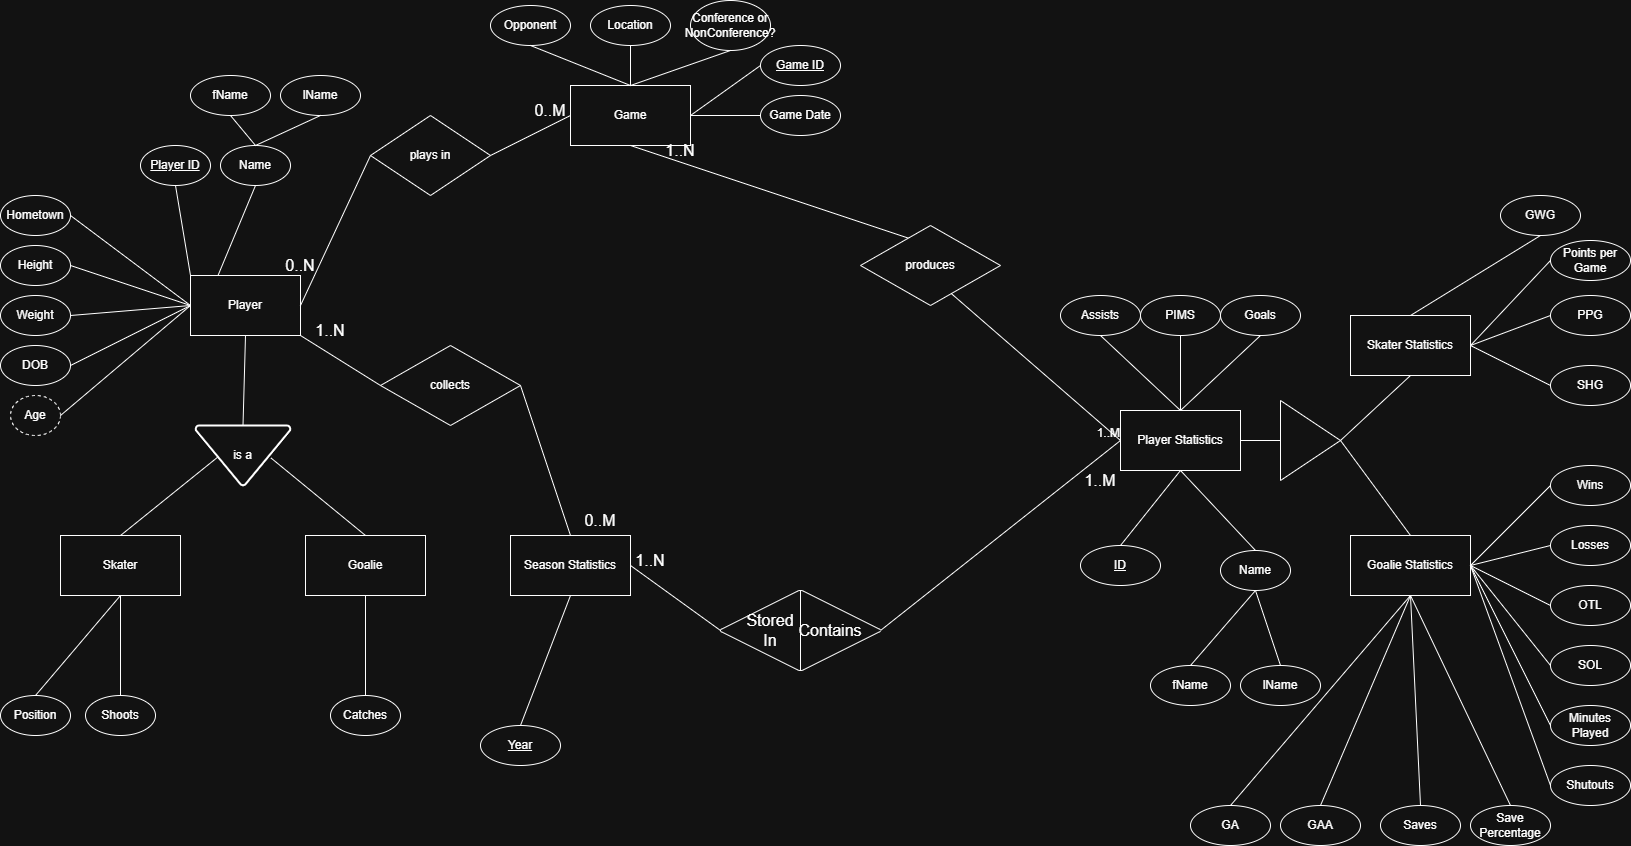 Opponent
Location
Conference or
NonConference?
Game ID
Game Date
Game
0..M
1..N
fName
lName
Player ID
Name
plays in
Hometown
Height
Weight
DOB
Age
Player
0..N
1..N
collects
is a
Skater
Goalie
Position
Shoots
Catches
0..M
Season Statistics
1..N
Year
Stored
In
Contains
produces
Assists
PIMS
Goals
1..M
Player Statistics
1..M
ID
Name
fName
lName
GWG
Points per
Game
PPG
SHG
Skater Statistics
Goalie Statistics
Wins
Losses
OTL
SOL
Minutes
Played
Shutouts
GA
GAA
Saves
Save
Percentage